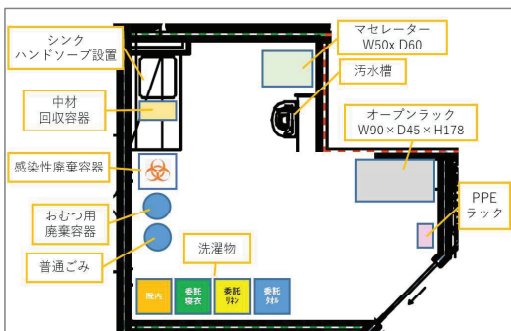 シンク
ハンドソープ設置
中材
回収容器
感染性廃棄容器
おむつ用
廃棄容器
普通ごみ
洗濯物
院内
委託
寝衣
委託
リネン
委託
タオル
マセレーター
W50x D60
汚水槽
オープンラック
W90×D45×H178
PPE
ラック